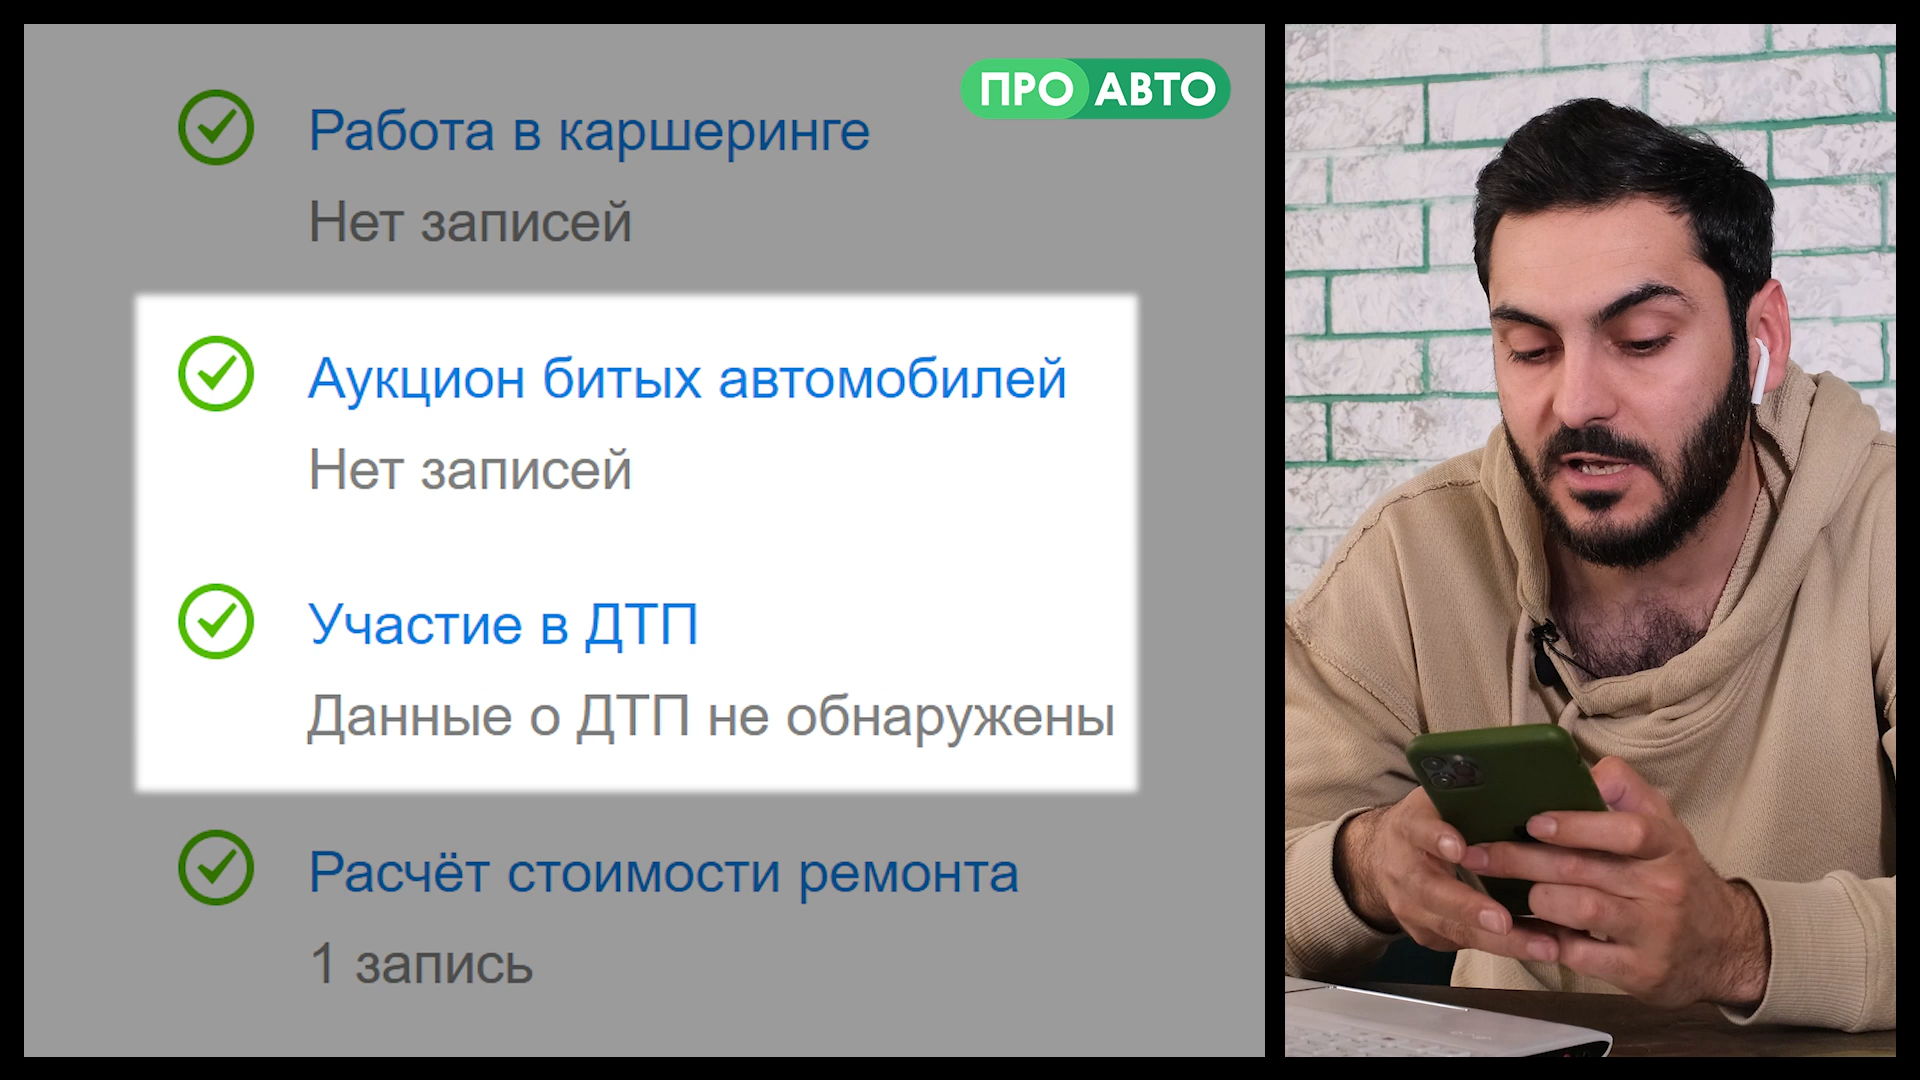 ПРО АВТО
Работа в каршеринге
Нет записей
Аукцион битых автомобилей
Нет записей
Участие в ДТП
Данные о ДТП не обнаружены
Расчёт стоимости ремонта
1 запись